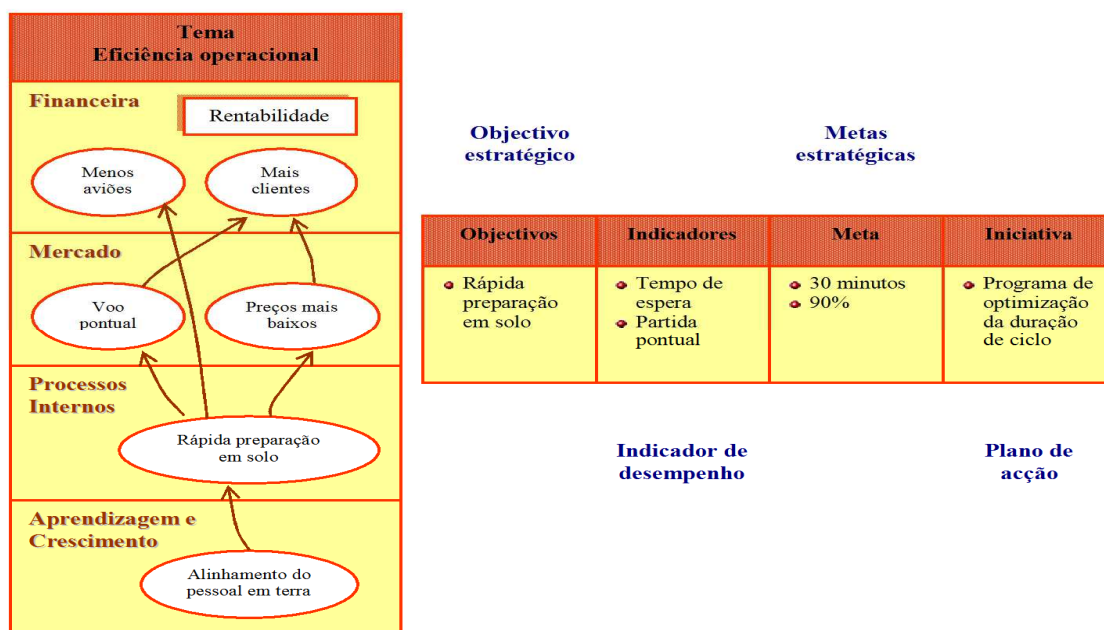 Tema
Eficiência operacional
Financeira
Rentabilidade
Menos
aviões
Mais
clientes
Mercado
Voo
pontual
Preços mais
baixos
Processos
Internos
Rápida preparação
em solo
Aprendizagem e
Crescimento
Alinhamento do
pessoal em terra
Objectivo
estratégico
Metas
estratégicas
Objectivos
Indicadores
Meta
Iniciativa
Rápida
preparação
em solo
Tempo de
espera
Partida
pontual
30 minutos
90%
Programa de
optimização
da duração
de ciclo
Indicador de
desempenho
Plano de
acção